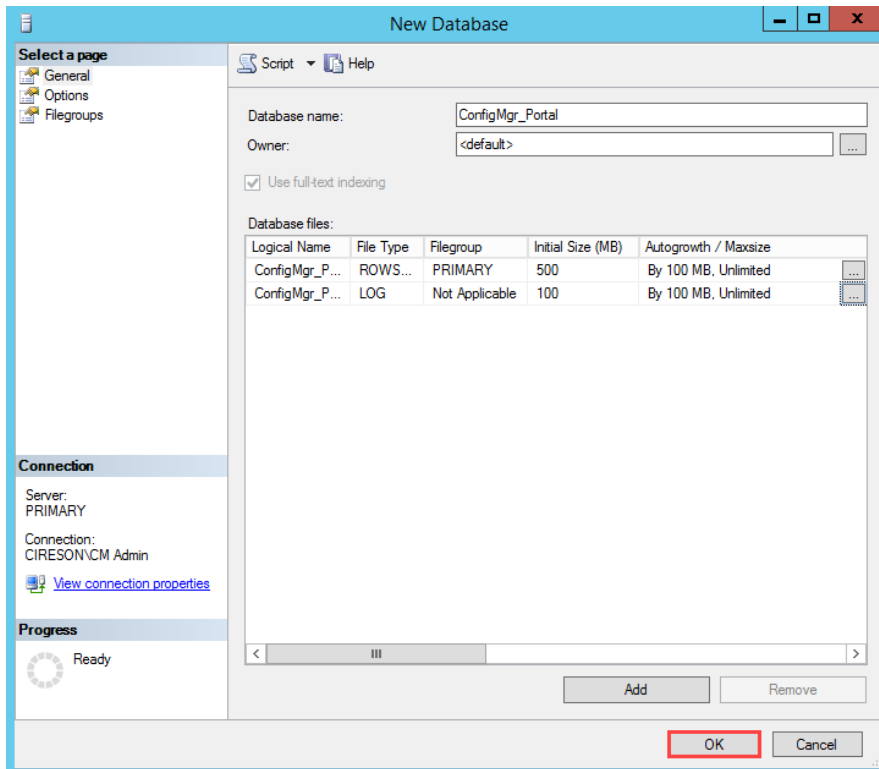 New Database
Select a page
General
Options
Filegroups
Script
Help
Database name:
ConfigMgr_Portal
Owner:
<default>
...
Use full-text indexing
Database files:
Logical Name File Type Filegroup Initial Size (MB) Autogrowth / Maxsize
ConfigMgr_P... ROWS... PRIMARY 500 By 100 MB, Unlimited ...
ConfigMgr_P... LOG Not Applicable 100 By 100 MB, Unlimited ...
Connection
Server:
PRIMARY
Connection:
CIRESON\CM Admin
View connection properties
Progress
Ready
Add
Remove
OK
Cancel